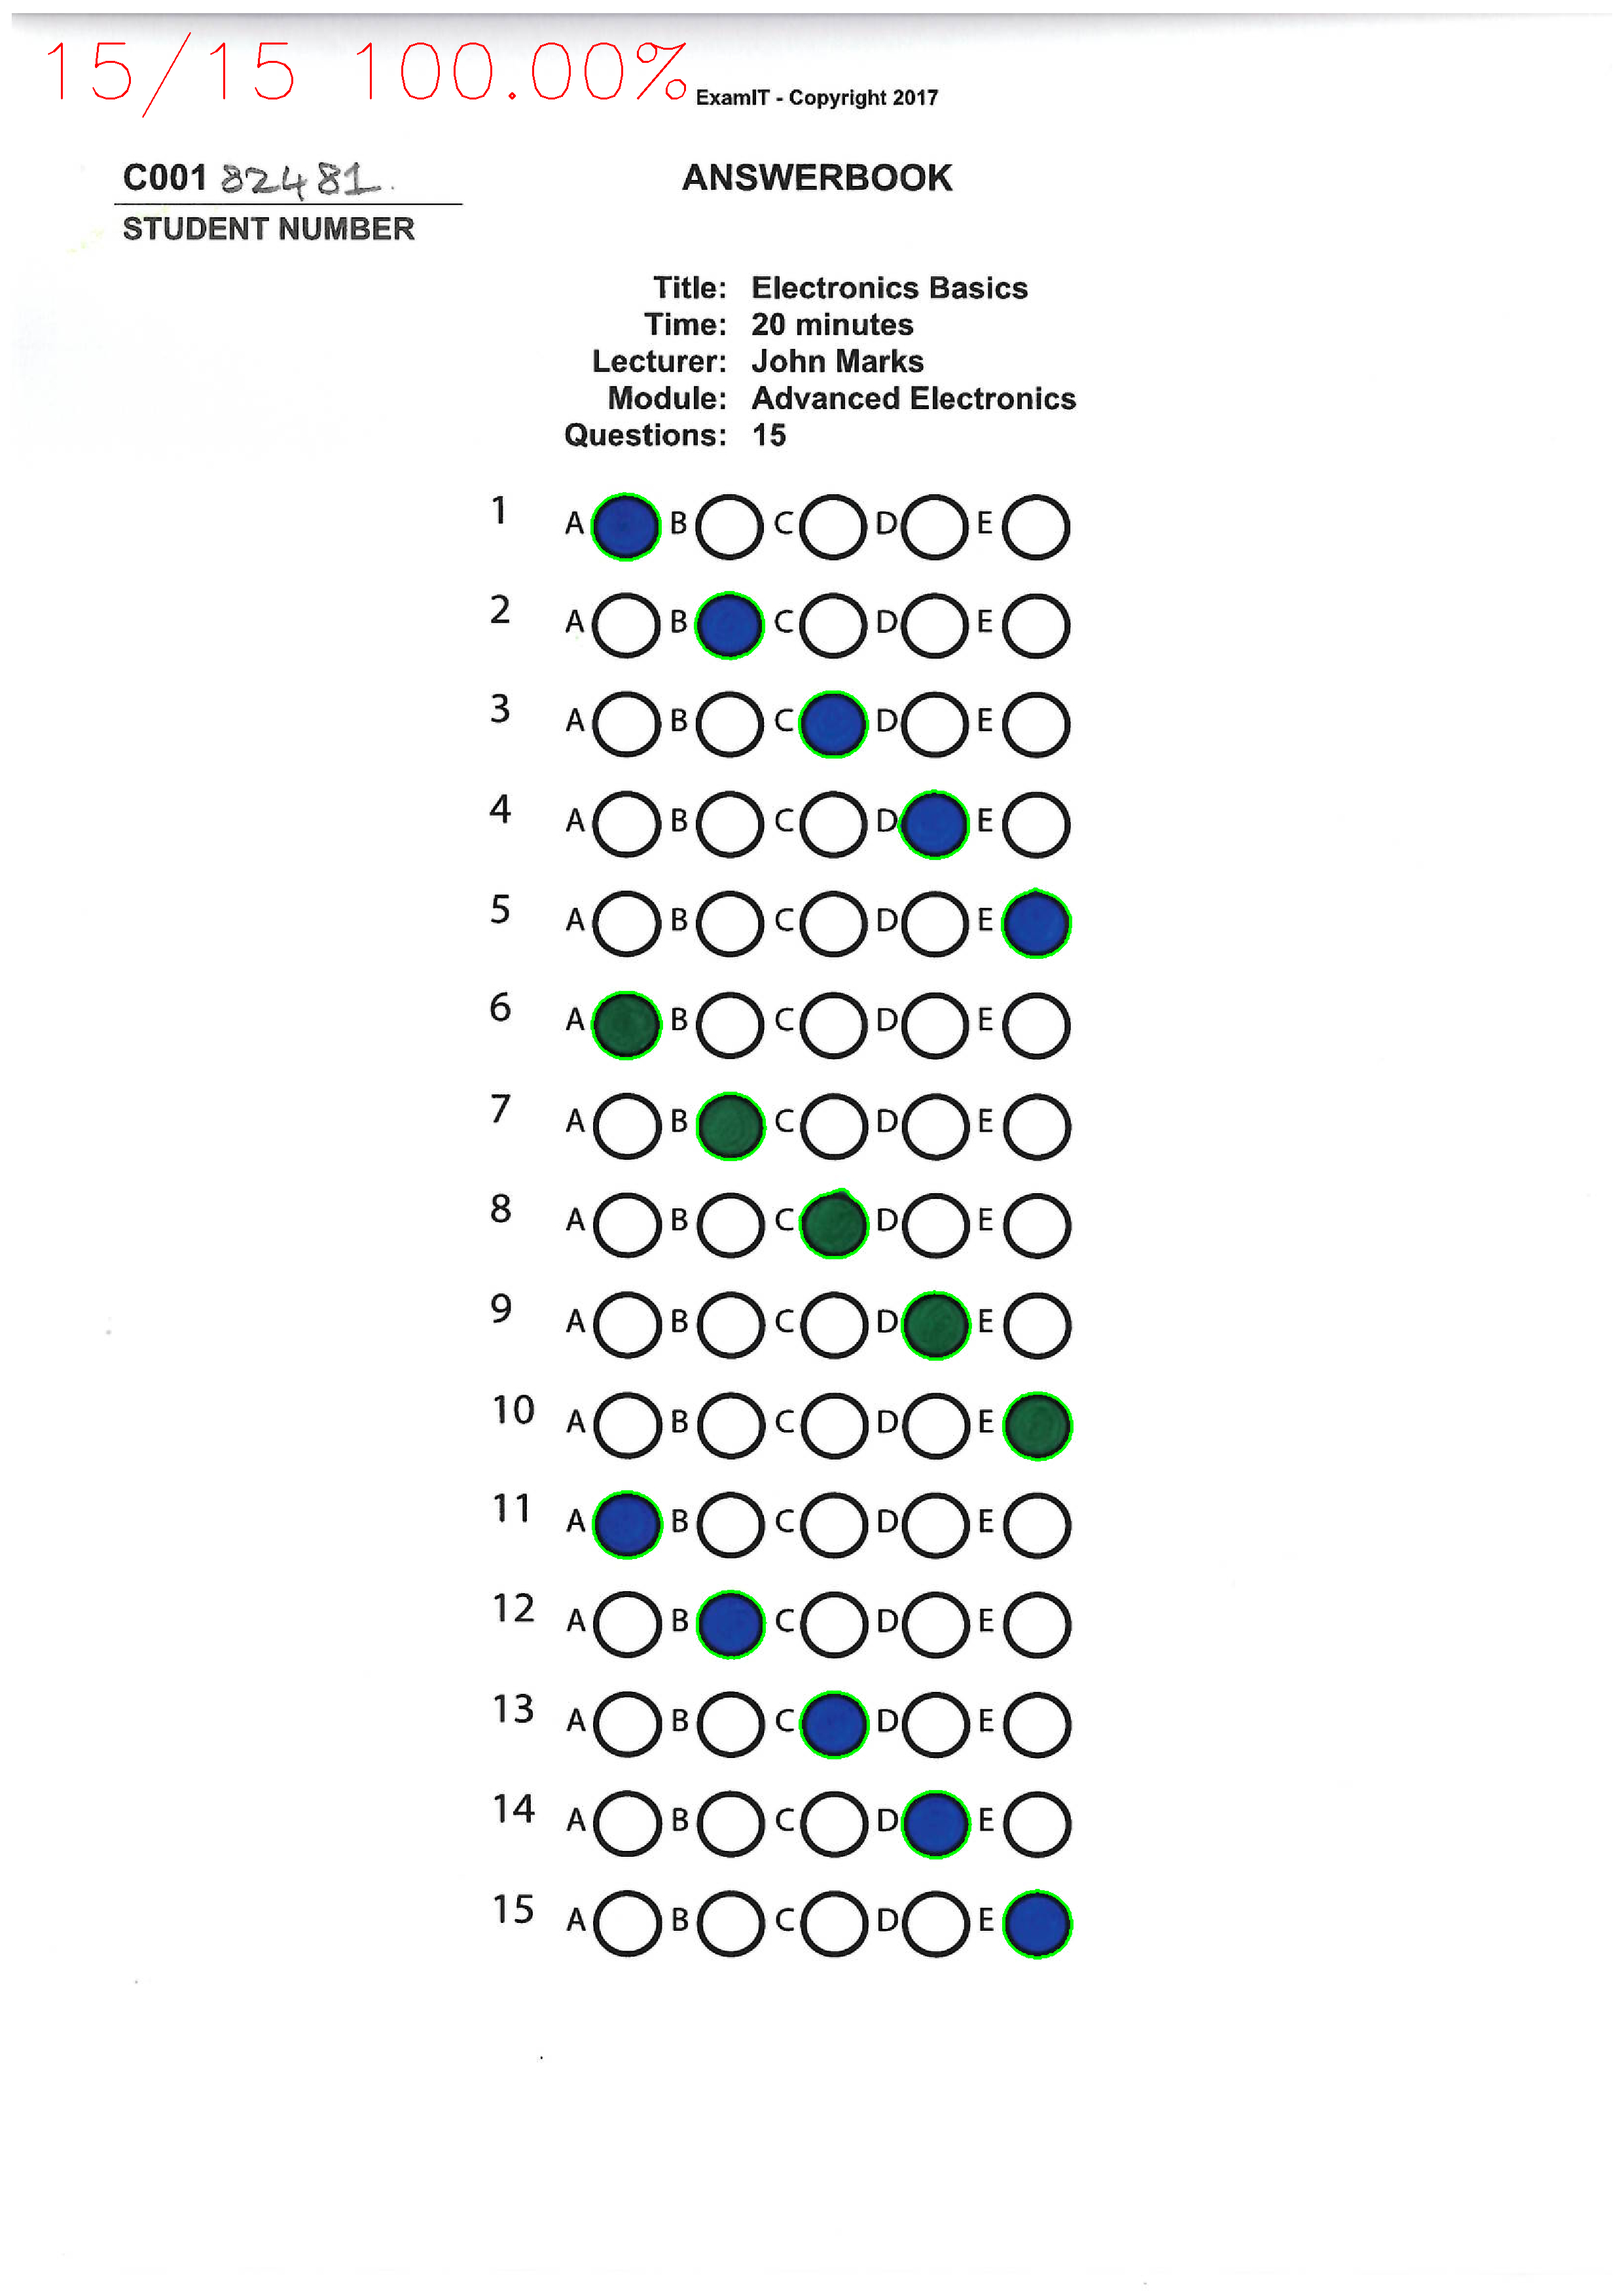 15/15 100.00%
ExamIT - Copyright 2017
C001 82481.
ANSWERBOOK
STUDENT NUMBER
Title: Electronics Basics
Time: 20 minutes
Lecturer: John Marks
Module: Advanced Electronics
Questions: 15
1 A B C D E
2 A B C D E
3 A B C D E
4 A B C D E
5 A B C D E
6 A B C D E
7 A B C D E
8 A B C D E
9 A B C D E
10 A B C D E
11 A B C D E
12 A B C D E
13 A B C D E
14 A B C D E
15 A B C D E